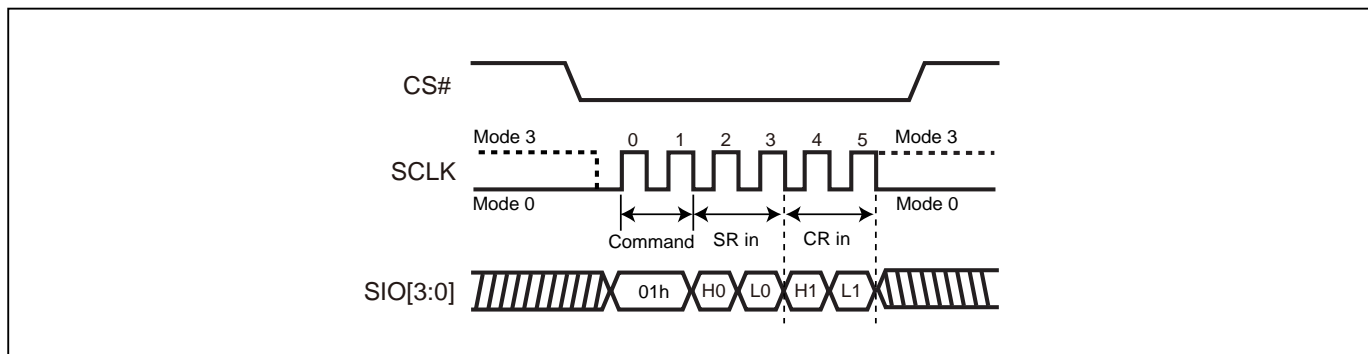 CS#
Mode 3
0 1 2 3 4 5
Mode 3
SCLK
Mode 0
Mode 0
Command
SR in
CR in
SIO[3:0]
01h
H0
L0
H1
L1